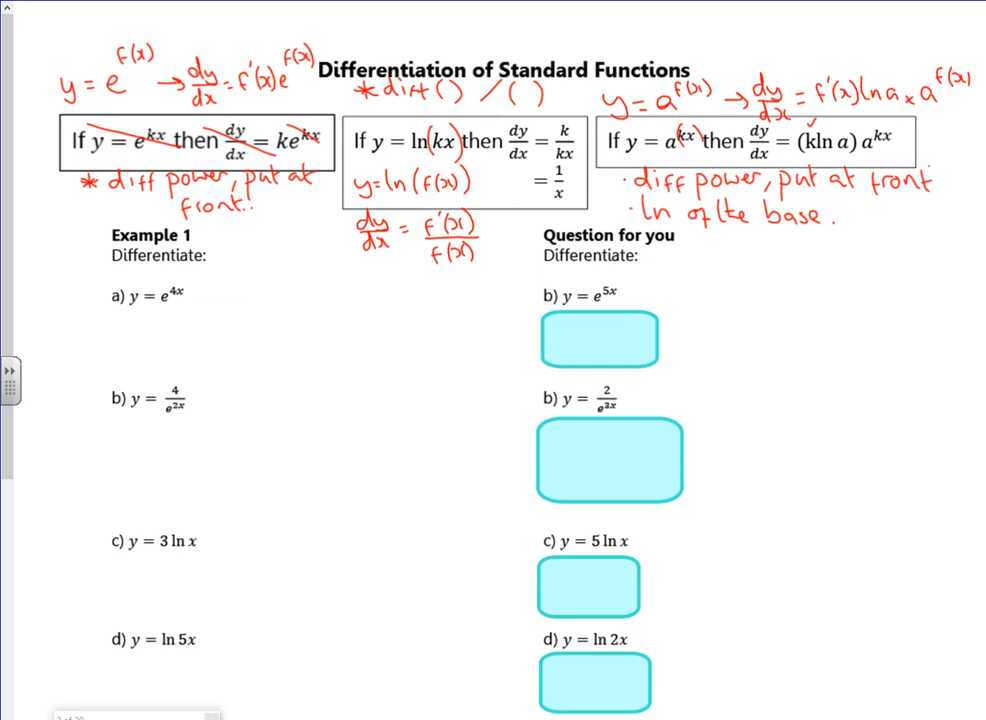 Differentiation of Standard Functions
y = e^f(x) → dy/dx = f'(x)e^f(x)
* diff ( ) / ( )
y = a^f(x) → dy/dx = f'(x) ln a × a^f(x)
If y = e^kx then dy/dx = ke^kx
* diff power, put at
front!!
If y = ln(kx) then dy/dx = k/kx
= 1/x
y = ln(f(x))
dy/dx = f'(x)/f(x)
If y = a^(kx) then dy/dx = (kln a) a^kx
· diff power, put at front
· ln of the base.
Example 1
Differentiate:
a) y = e^4x
b) y = 4/e^2x
c) y = 3 ln x
d) y = ln 5x
Question for you
Differentiate:
b) y = e^5x
b) y = 2/e^3x
c) y = 5 ln x
d) y = ln 2x